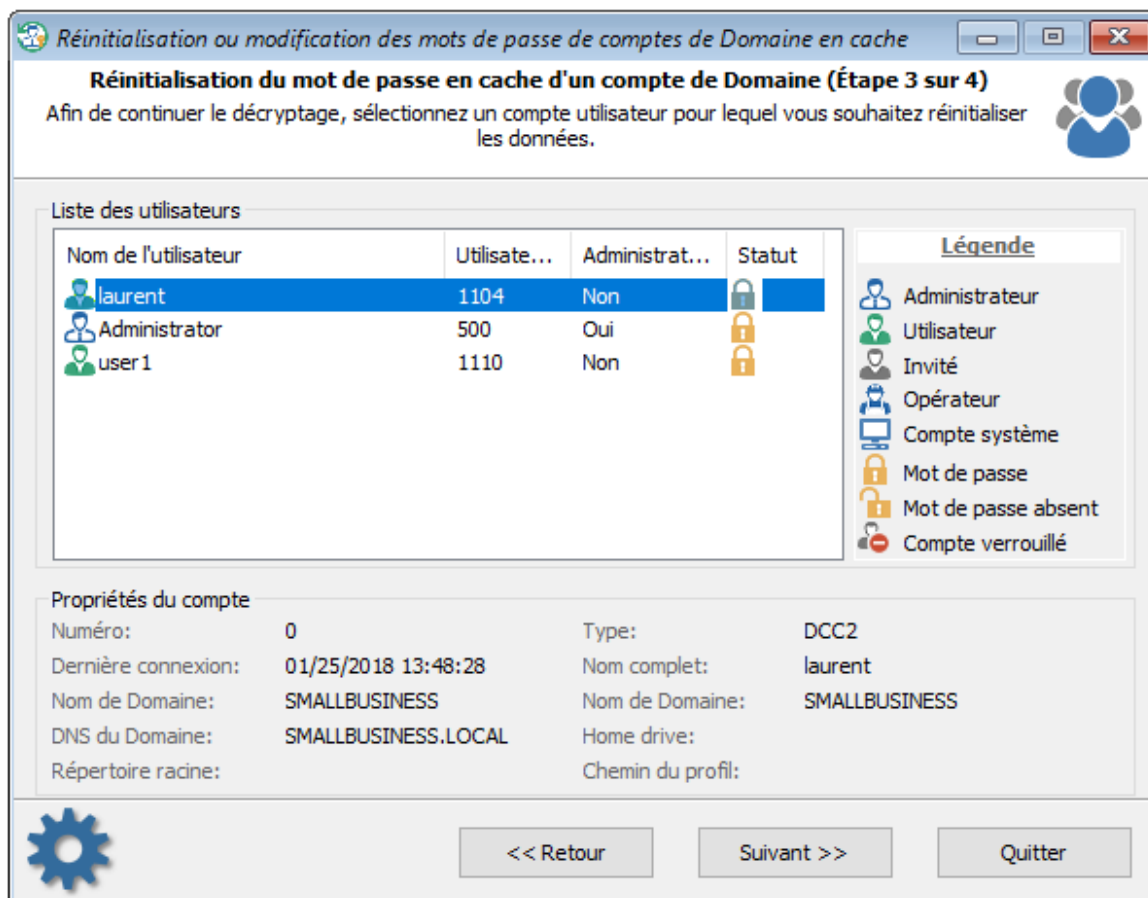 Réinitialisation ou modification des mots de passe de comptes de Domaine en cache
Réinitialisation du mot de passe en cache d'un compte de Domaine (Étape 3 sur 4)
Afin de continuer le décryptage, sélectionnez un compte utilisateur pour lequel vous souhaitez réinitialiser
les données.
Liste des utilisateurs
Nom de l'utilisateur Utilisate... Administrat... Statut
laurent 1104 Non
Administrator 500 Oui
user1 1110 Non
Légende
Administrateur
Utilisateur
Invité
Opérateur
Compte système
Mot de passe
Mot de passe absent
Compte verrouillé
Propriétés du compte
Numéro: 0 Type: DCC2
Dernière connexion: 01/25/2018 13:48:28 Nom complet: laurent
Nom de Domaine: SMALLBUSINESS Nom de Domaine: SMALLBUSINESS
DNS du Domaine: SMALLBUSINESS.LOCAL Home drive:
Répertoire racine: Chemin du profil:
<< Retour Suivant >> Quitter